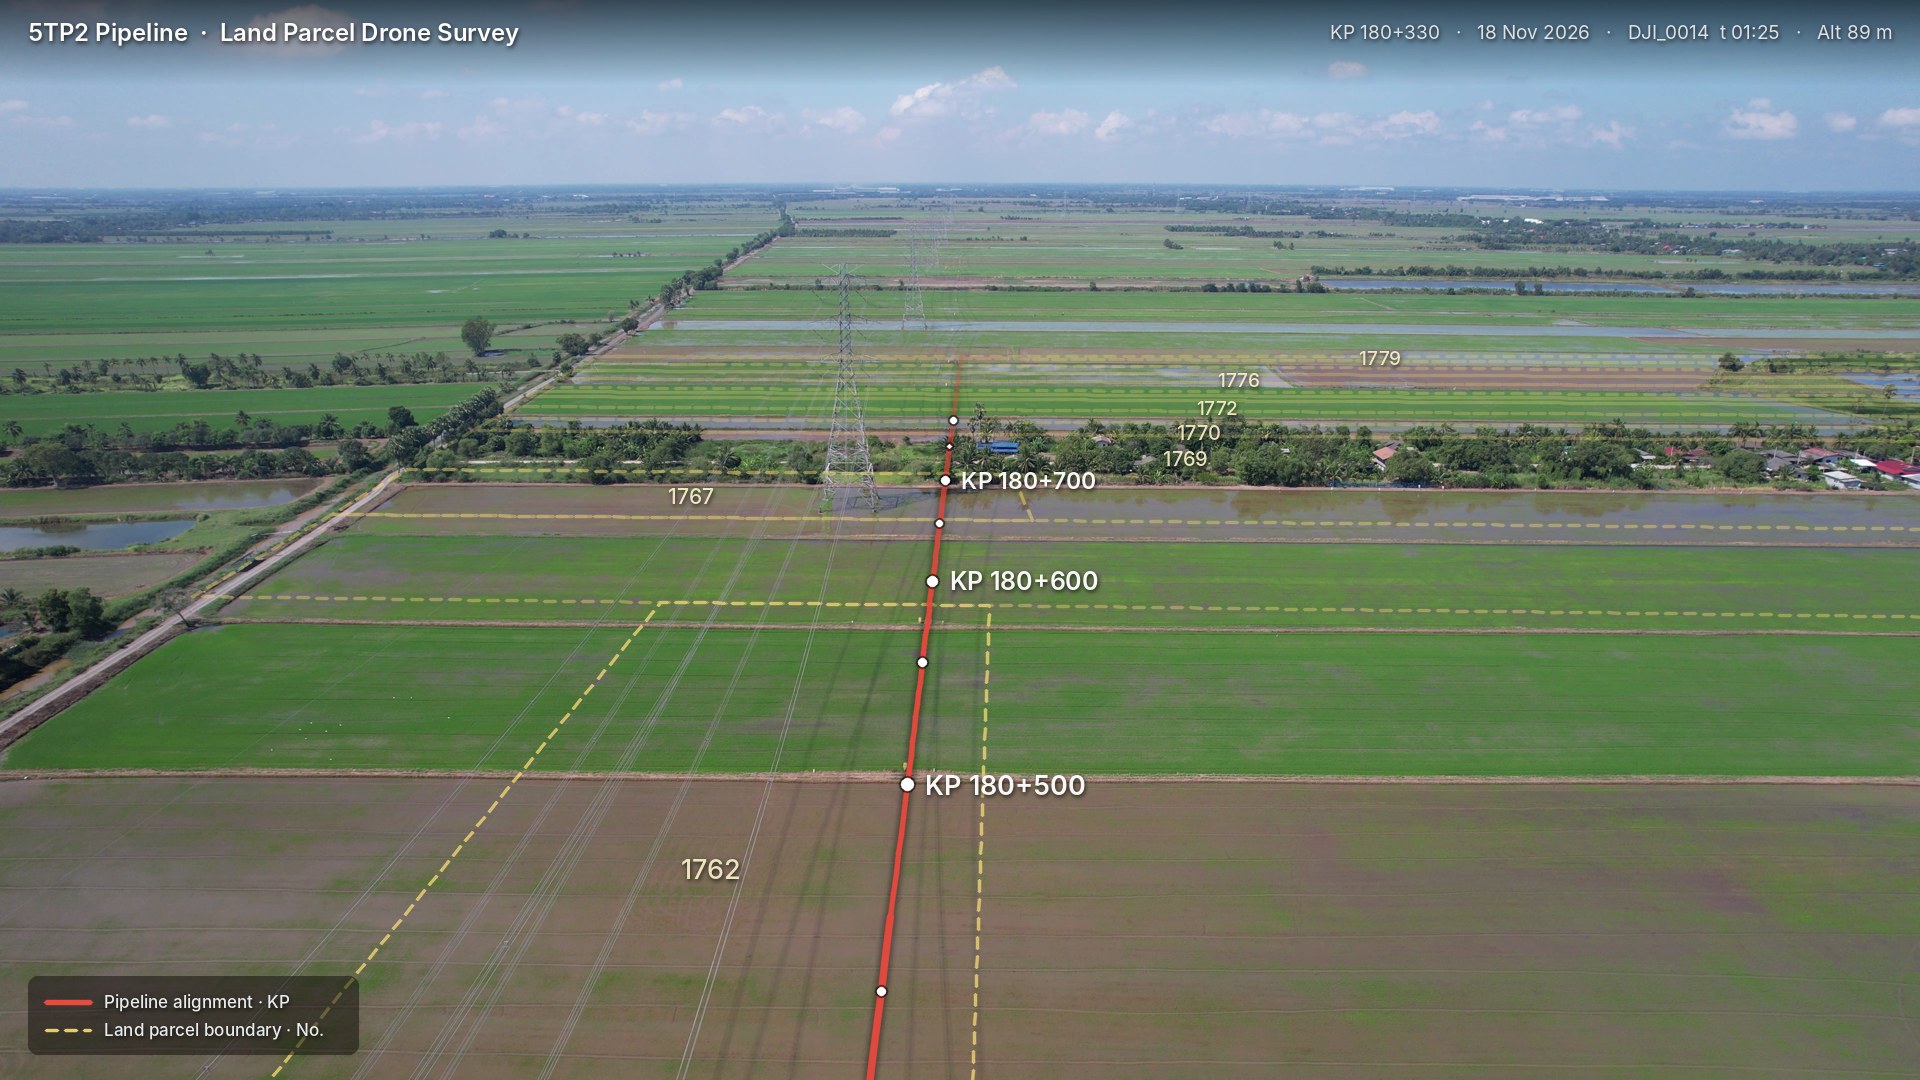 5TP2 Pipeline · Land Parcel Drone Survey
KP 180+330 · 18 Nov 2026 · DJI_0014 t 01:25 · Alt 89 m
1779
1776
1772
1770
1769
KP 180+700
1767
KP 180+600
KP 180+500
1762
Pipeline alignment · KP
Land parcel boundary · No.